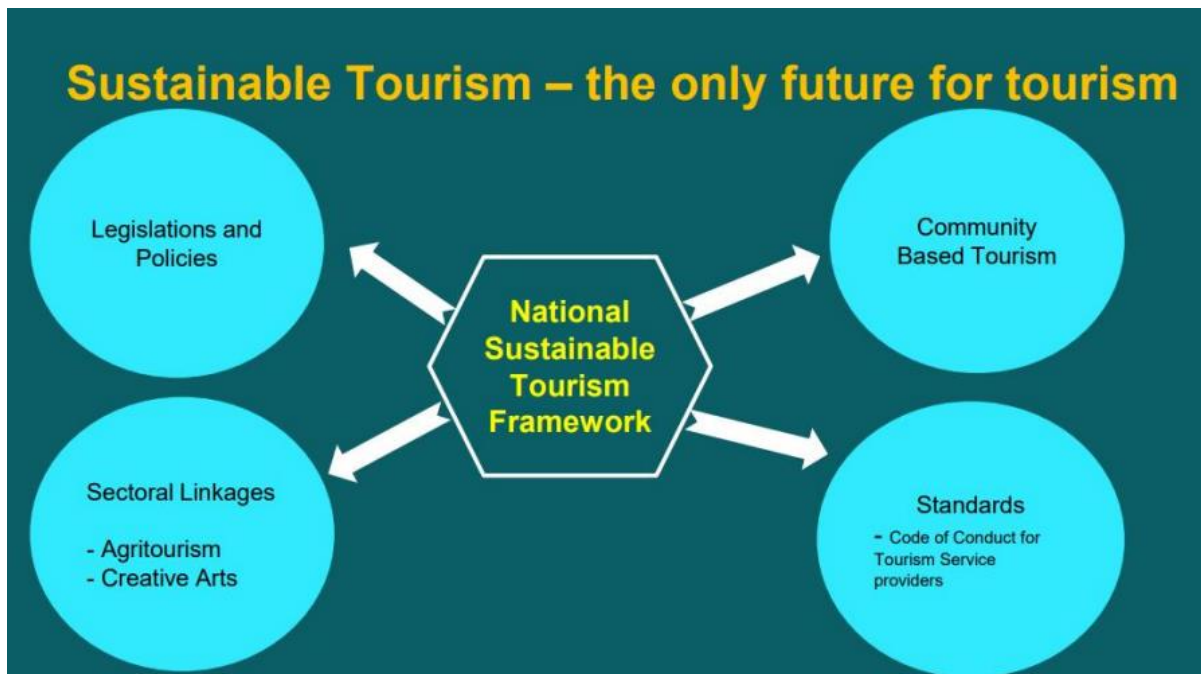 Sustainable Tourism – the only future for tourism
Legislations and
Policies
Community
Based Tourism
National
Sustainable
Tourism
Framework
Sectoral Linkages
- Agritourism
- Creative Arts
Standards
- Code of Conduct for
Tourism Service
providers